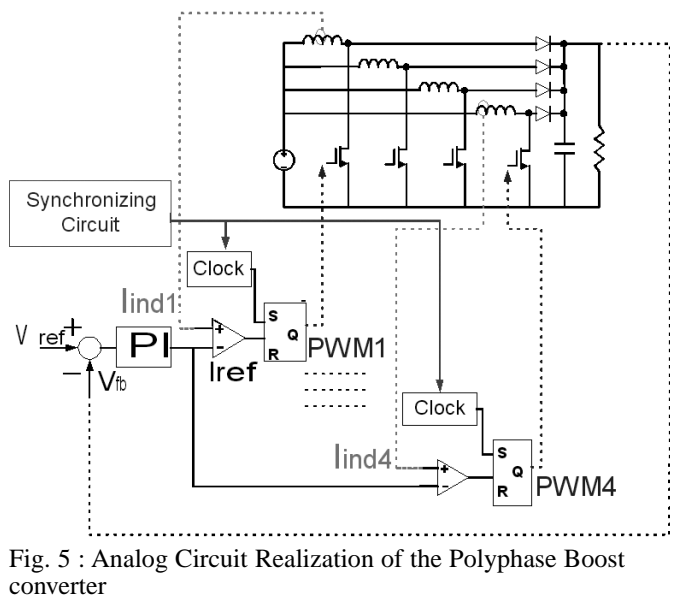 Synchronizing
Circuit
Clock
Iind1
+
S
Q
R
V ref +
PI
−
Iref
PWM1
− Vfb
Clock
Iind4
+
S
Q
R
−
PWM4
Fig. 5 : Analog Circuit Realization of the Polyphase Boost
converter